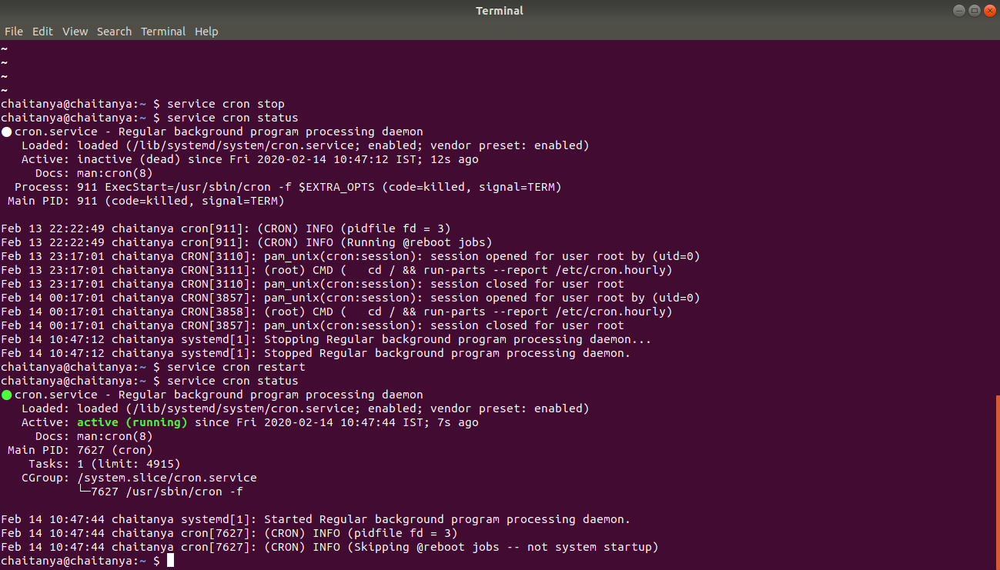 Terminal
File Edit View Search Terminal Help
~
~
~
~
chaitanya@chaitanya:~ $ service cron stop
chaitanya@chaitanya:~ $ service cron status
● cron.service - Regular background program processing daemon
   Loaded: loaded (/lib/systemd/system/cron.service; enabled; vendor preset: enabled)
   Active: inactive (dead) since Fri 2020-02-14 10:47:12 IST; 12s ago
     Docs: man:cron(8)
  Process: 911 ExecStart=/usr/sbin/cron -f $EXTRA_OPTS (code=killed, signal=TERM)
 Main PID: 911 (code=killed, signal=TERM)

Feb 13 22:22:49 chaitanya cron[911]: (CRON) INFO (pidfile fd = 3)
Feb 13 22:22:49 chaitanya cron[911]: (CRON) INFO (Running @reboot jobs)
Feb 13 23:17:01 chaitanya CRON[3110]: pam_unix(cron:session): session opened for user root by (uid=0)
Feb 13 23:17:01 chaitanya CRON[3111]: (root) CMD (   cd / && run-parts --report /etc/cron.hourly)
Feb 13 23:17:01 chaitanya CRON[3110]: pam_unix(cron:session): session closed for user root
Feb 14 00:17:01 chaitanya CRON[3857]: pam_unix(cron:session): session opened for user root by (uid=0)
Feb 14 00:17:01 chaitanya CRON[3858]: (root) CMD (   cd / && run-parts --report /etc/cron.hourly)
Feb 14 00:17:01 chaitanya CRON[3857]: pam_unix(cron:session): session closed for user root
Feb 14 10:47:12 chaitanya systemd[1]: Stopping Regular background program processing daemon...
Feb 14 10:47:12 chaitanya systemd[1]: Stopped Regular background program processing daemon.
chaitanya@chaitanya:~ $ service cron restart
chaitanya@chaitanya:~ $ service cron status
● cron.service - Regular background program processing daemon
   Loaded: loaded (/lib/systemd/system/cron.service; enabled; vendor preset: enabled)
   Active: active (running) since Fri 2020-02-14 10:47:44 IST; 7s ago
     Docs: man:cron(8)
 Main PID: 7627 (cron)
    Tasks: 1 (limit: 4915)
   CGroup: /system.slice/cron.service
           └─7627 /usr/sbin/cron -f

Feb 14 10:47:44 chaitanya systemd[1]: Started Regular background program processing daemon.
Feb 14 10:47:44 chaitanya cron[7627]: (CRON) INFO (pidfile fd = 3)
Feb 14 10:47:44 chaitanya cron[7627]: (CRON) INFO (Skipping @reboot jobs -- not system startup)
chaitanya@chaitanya:~ $